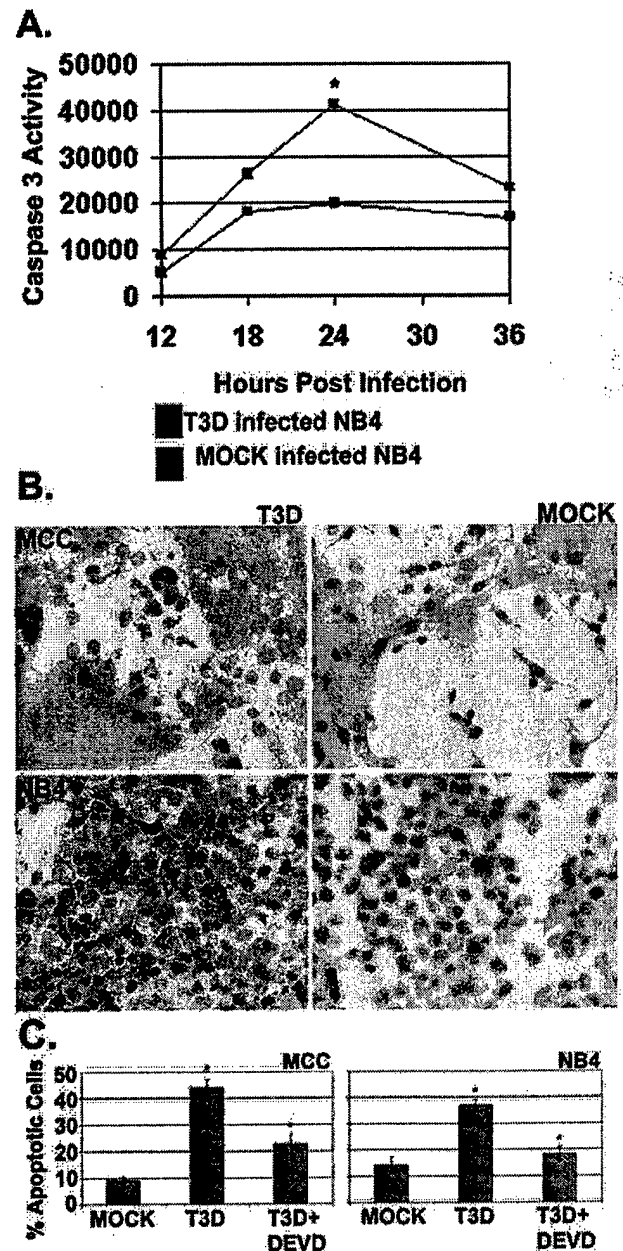 A.
Caspase 3 Activity
50000
40000
30000
20000
10000
0
*
12 18 24 30 36
Hours Post Infection
T3D infected NB4
MOCK infected NB4
B.
T3D MOCK
MCC
NB4
C.
% Apoptotic Cells
50
40
30
20
10
0
MCC
*
*
MOCK T3D T3D+
DEVD
NB4
*
*
MOCK T3D T3D+
DEVD